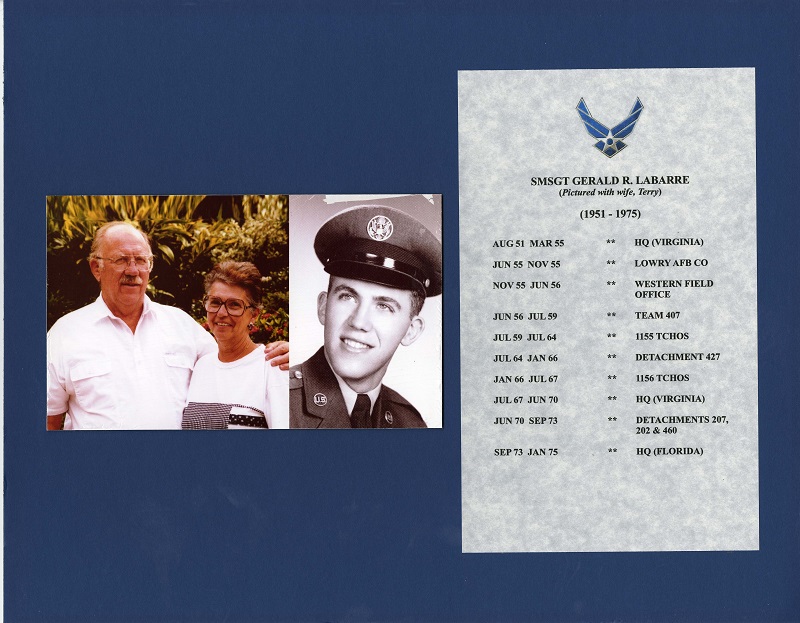 SMSGT GERALD R. LABARRE
(Pictured with wife, Terry)
(1951 - 1975)
AUG 51 MAR 55 ** HQ (VIRGINIA)
JUN 55 NOV 55 ** LOWRY AFB CO
NOV 55 JUN 56 ** WESTERN FIELD
OFFICE
JUN 56 JUL 59 ** TEAM 407
JUL 59 JUL 64 ** 1155 TCHOS
JUL 64 JAN 66 ** DETACHMENT 427
JAN 66 JUL 67 ** 1156 TCHOS
JUL 67 JUN 70 ** HQ (VIRGINIA)
JUN 70 SEP 73 ** DETACHMENTS 207,
202 & 460
SEP 73 JAN 75 ** HQ (FLORIDA)
US